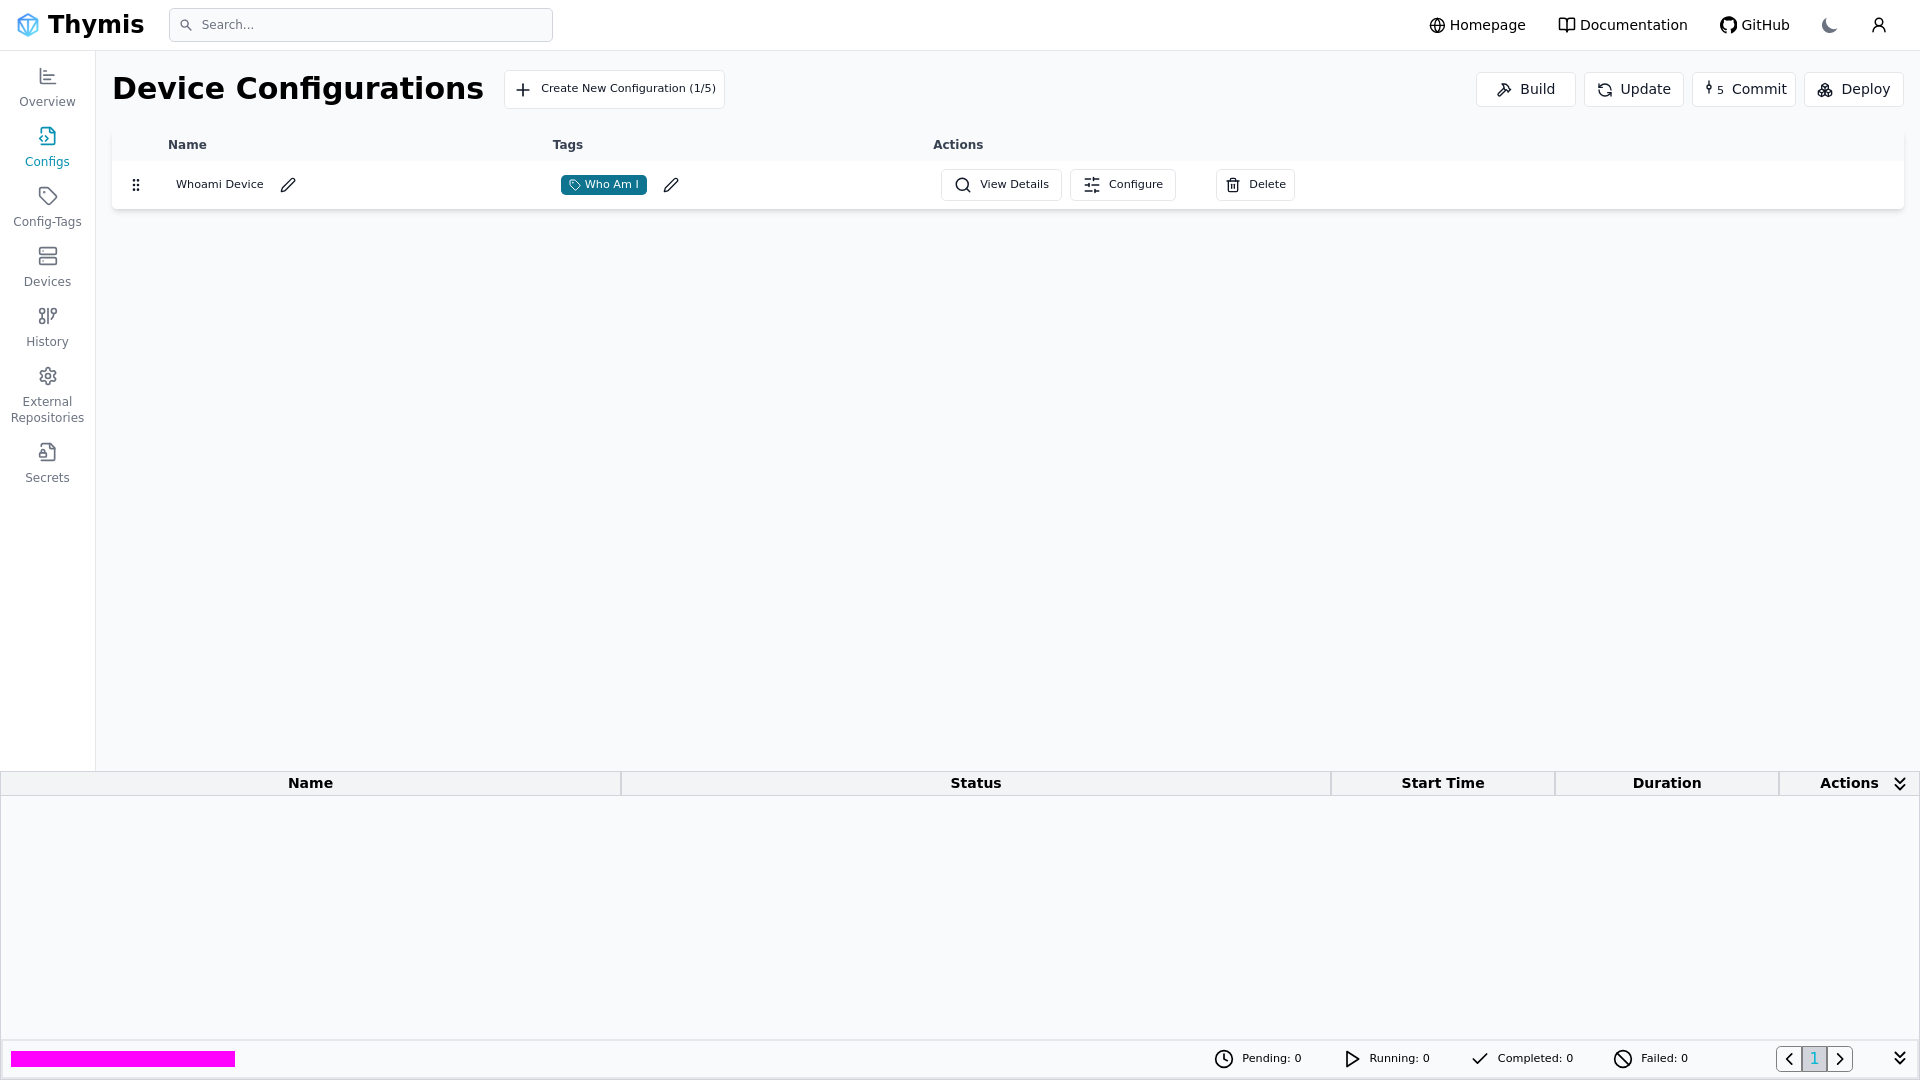 Thymis
Search...
Homepage
Documentation
GitHub
Overview
Configs
Config-Tags
Devices
History
External
Repositories
Secrets
Device Configurations
Create New Configuration (1/5)
Build
Update
5 Commit
Deploy
Name Tags Actions
Whoami Device
Who Am I
View Details
Configure
Delete
Name Status Start Time Duration Actions
Pending: 0
Running: 0
Completed: 0
Failed: 0
1